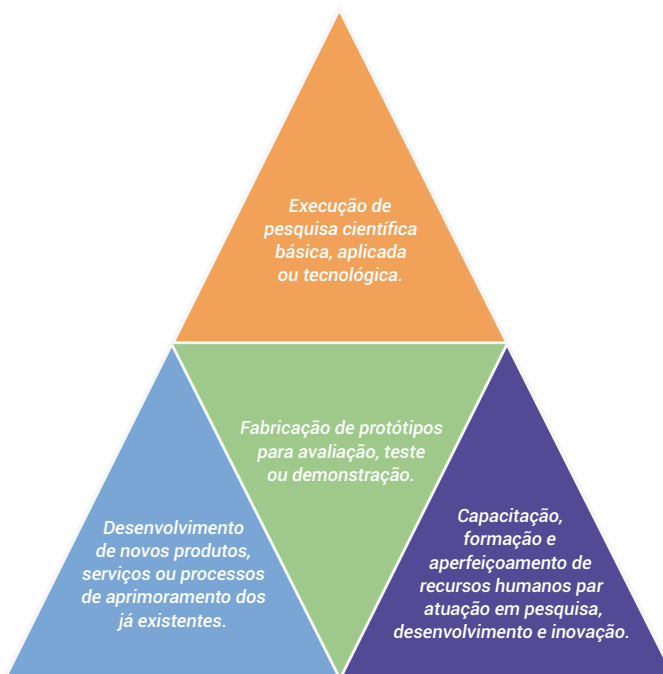 Execução de
pesquisa científica
básica, aplicada
ou tecnológica.
Fabricação de protótipos
para avaliação, teste
ou demonstração.
Desenvolvimento
de novos produtos,
serviços ou processos
de aprimoramento dos
já existentes.
Capacitação,
formação e
aperfeiçoamento de
recursos humanos par
atuação em pesquisa,
desenvolvimento e inovação.